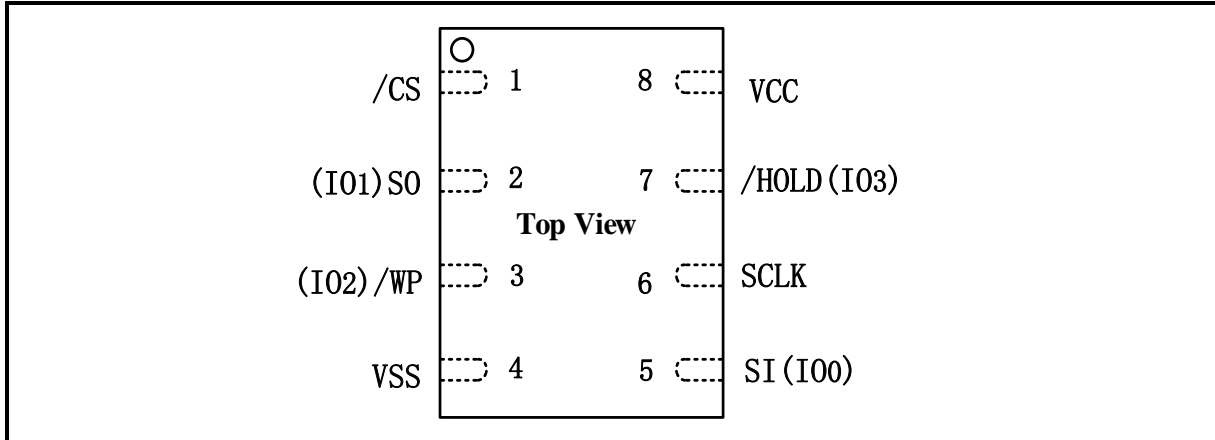 /CS 1 8 VCC
(IO1)SO 2 7 /HOLD(IO3)
Top View
(IO2)/WP 3 6 SCLK
VSS 4 5 SI(IO0)